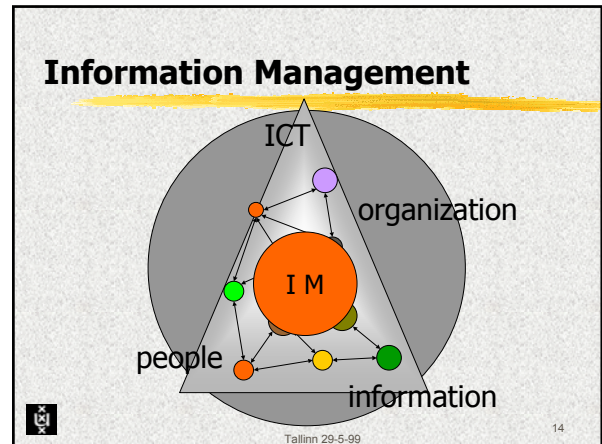 Information Management
ICT
organization
I M
people
information
Tallinn 29-5-99
14